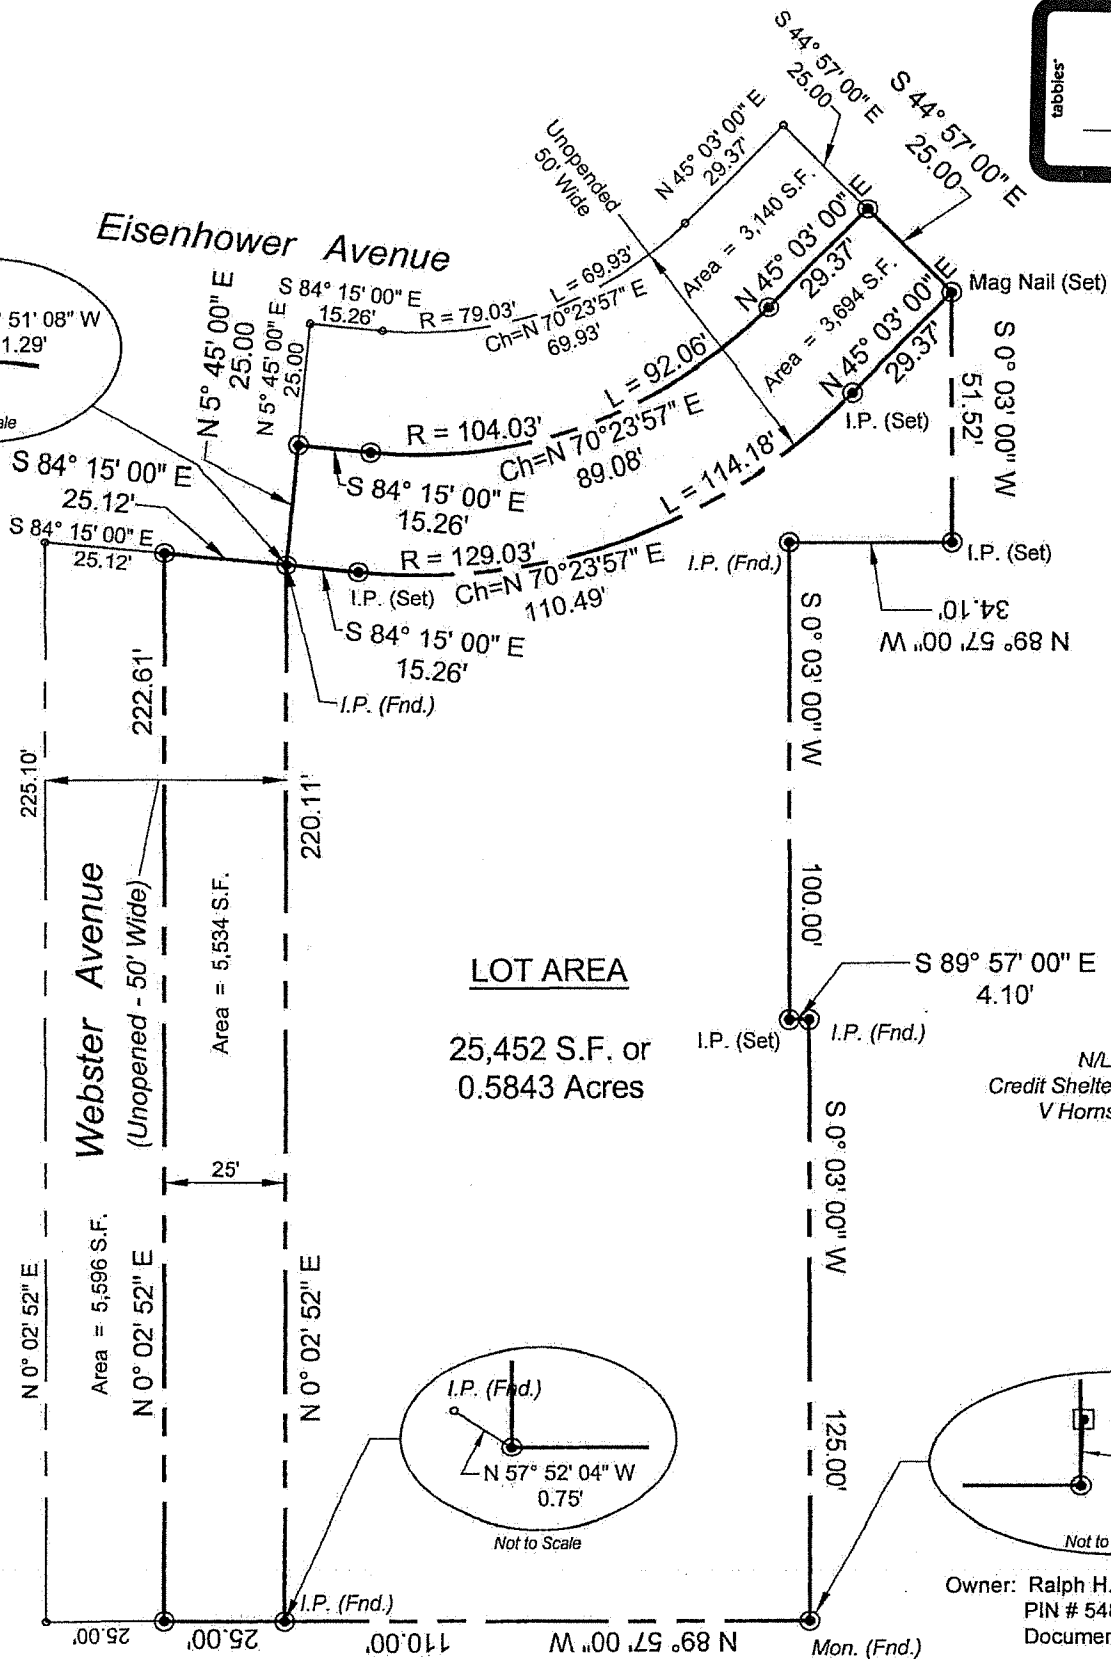 tabbies'
S 44° 57' 00" E
25.00
S 44° 57' 00" E
25.00
Unopended
50' Wide
N 45° 03' 00" E
29.37'
Eisenhower Avenue
51' 08" W
1.29'
N 5° 45' 00" E
25.00
N 5° 45' 00" E
25.00
S 84° 15' 00" E
15.26'
R = 79.03'
L = 69.93'
Ch=N 70°23'57" E
69.93'
Area = 3,140 S.F.
N 45° 03' 00" E
29.37'
Area = 3,694 S.F.
N 45° 03' 00" E
29.37'
Mag Nail (Set)
I.P. (Set)
S 0° 03' 00" W
51.52'
S 84° 15' 00" E
25.12'
S 84° 15' 00" E
25.12'
R = 104.03'
L = 92.06'
Ch=N 70°23'57" E
89.08'
S 84° 15' 00" E
15.26'
R = 129.03'
L = 114.18'
Ch=N 70°23'57" E
110.49'
I.P. (Set)
S 84° 15' 00" E
15.26'
I.P. (Fnd.)
I.P. (Fnd.)
I.P. (Set)
34.10'
N 89° 57' 00" W
S 0° 03' 00" W
100.00'
225.10'
222.61'
220.11'
Webster Avenue
(Unopened - 50' Wide)
Area = 5,534 S.F.
LOT AREA
25,452 S.F. or
0.5843 Acres
S 89° 57' 00" E
4.10'
I.P. (Set)
I.P. (Fnd.)
N/L
Credit Shelte
V Horns
25'
Area = 5,596 S.F.
N 0° 02' 52" E
N 0° 02' 52" E
N 0° 02' 52" E
S 0° 03' 00" W
125.00'
I.P. (Fnd.)
N 57° 52' 04" W
0.75'
Not to Scale
Not to
Owner: Ralph H.
PIN # 548
Documen
I.P. (Fnd.)
25.00'
25.00'
110.00'
N 89° 57' 00" W
Mon. (Fnd.)